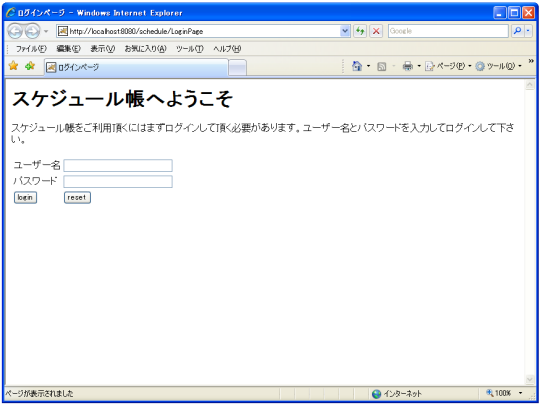 ログインページ - Windows Internet Explorer
http://localhost:8080/schedule/LoginPage
Google
ファイル(F) 編集(E) 表示(V) お気に入り(A) ツール(T) ヘルプ(H)
ログインページ
ページ(P) ツール(O)
スケジュール帳へようこそ
スケジュール帳をご利用頂くにはまずログインして頂く必要があります。ユーザー名とパスワードを入力してログインして下さ
い。
ユーザー名
パスワード
login reset
ページが表示されました インターネット 100%